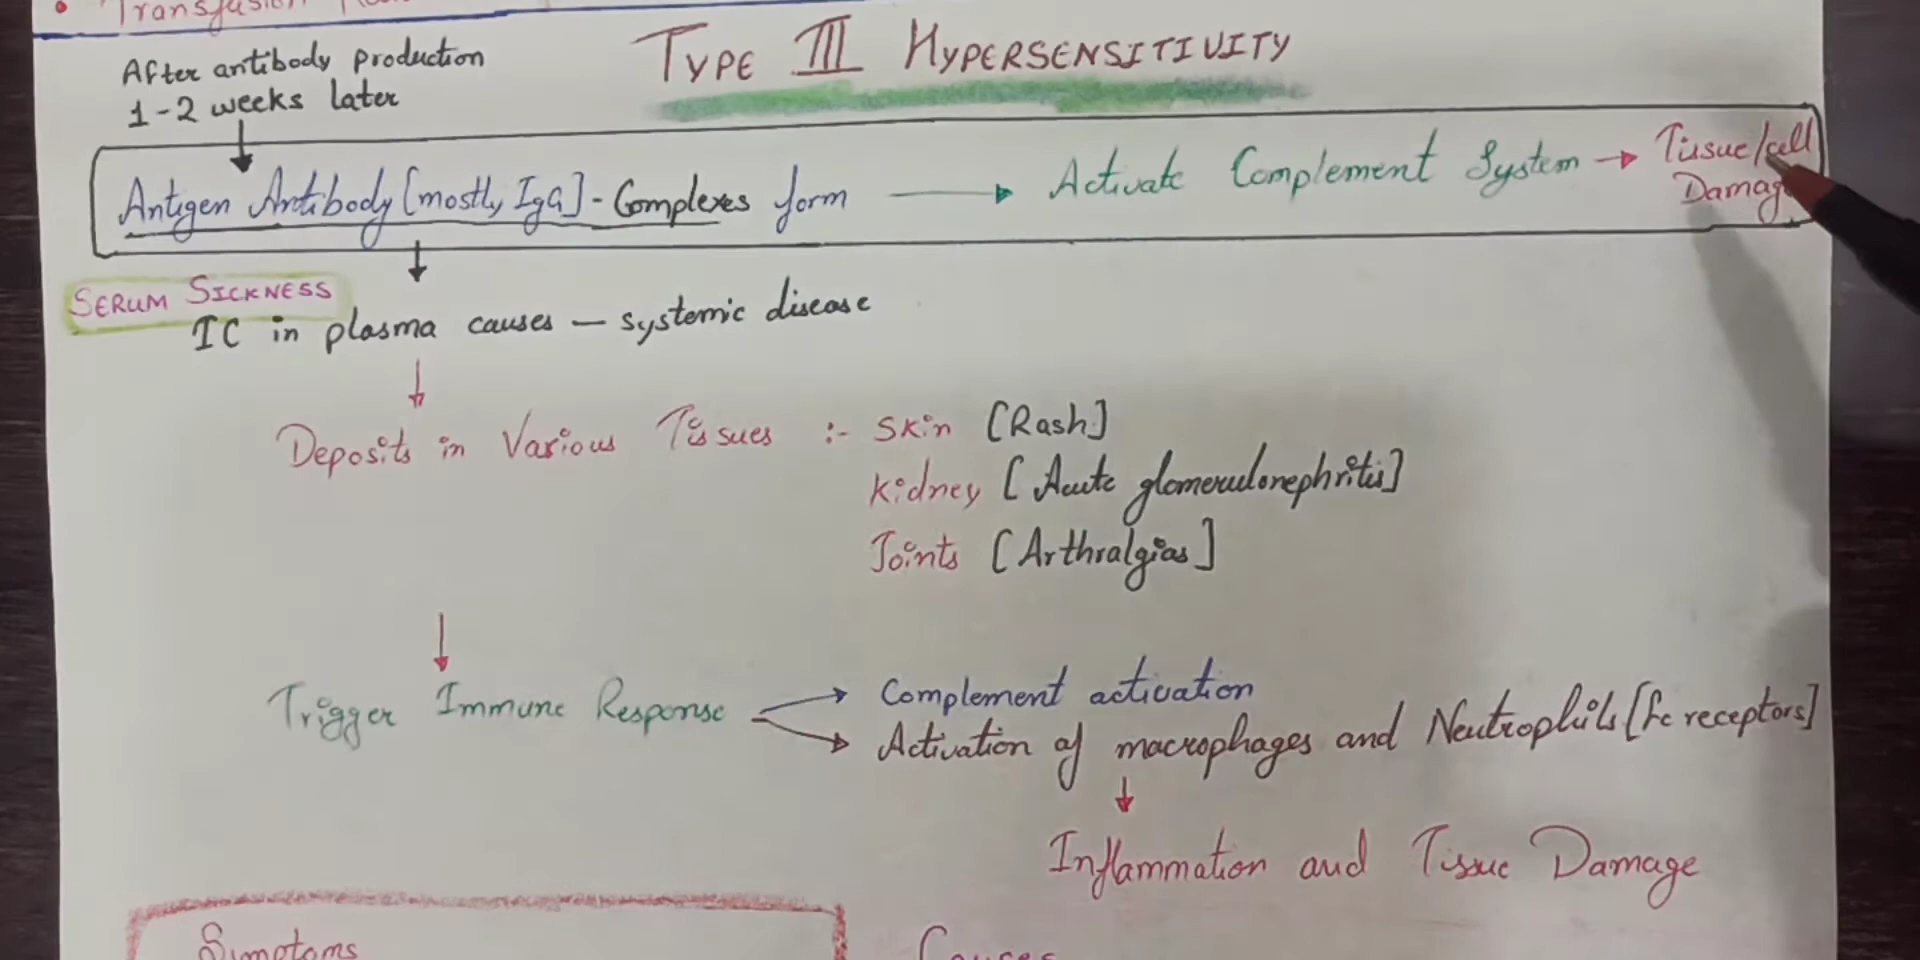 • Transfusion
TYPE III HYPERSENSITIVITY
After antibody production
1-2 weeks later
Antigen Antibody [mostly IgG] - Complexes form → Activate Complement System → Tissue/cell Damage
SERUM SICKNESS
IC in plasma causes — systemic disease
Deposits in Various Tissues :- Skin [Rash]
Kidney [Acute glomerulonephritis]
Joints [Arthralgias]
Trigger Immune Response
Complement activation
Activation of macrophages and Neutrophils [Fc receptors]
Inflammation and Tissue Damage
Symptoms
Causes